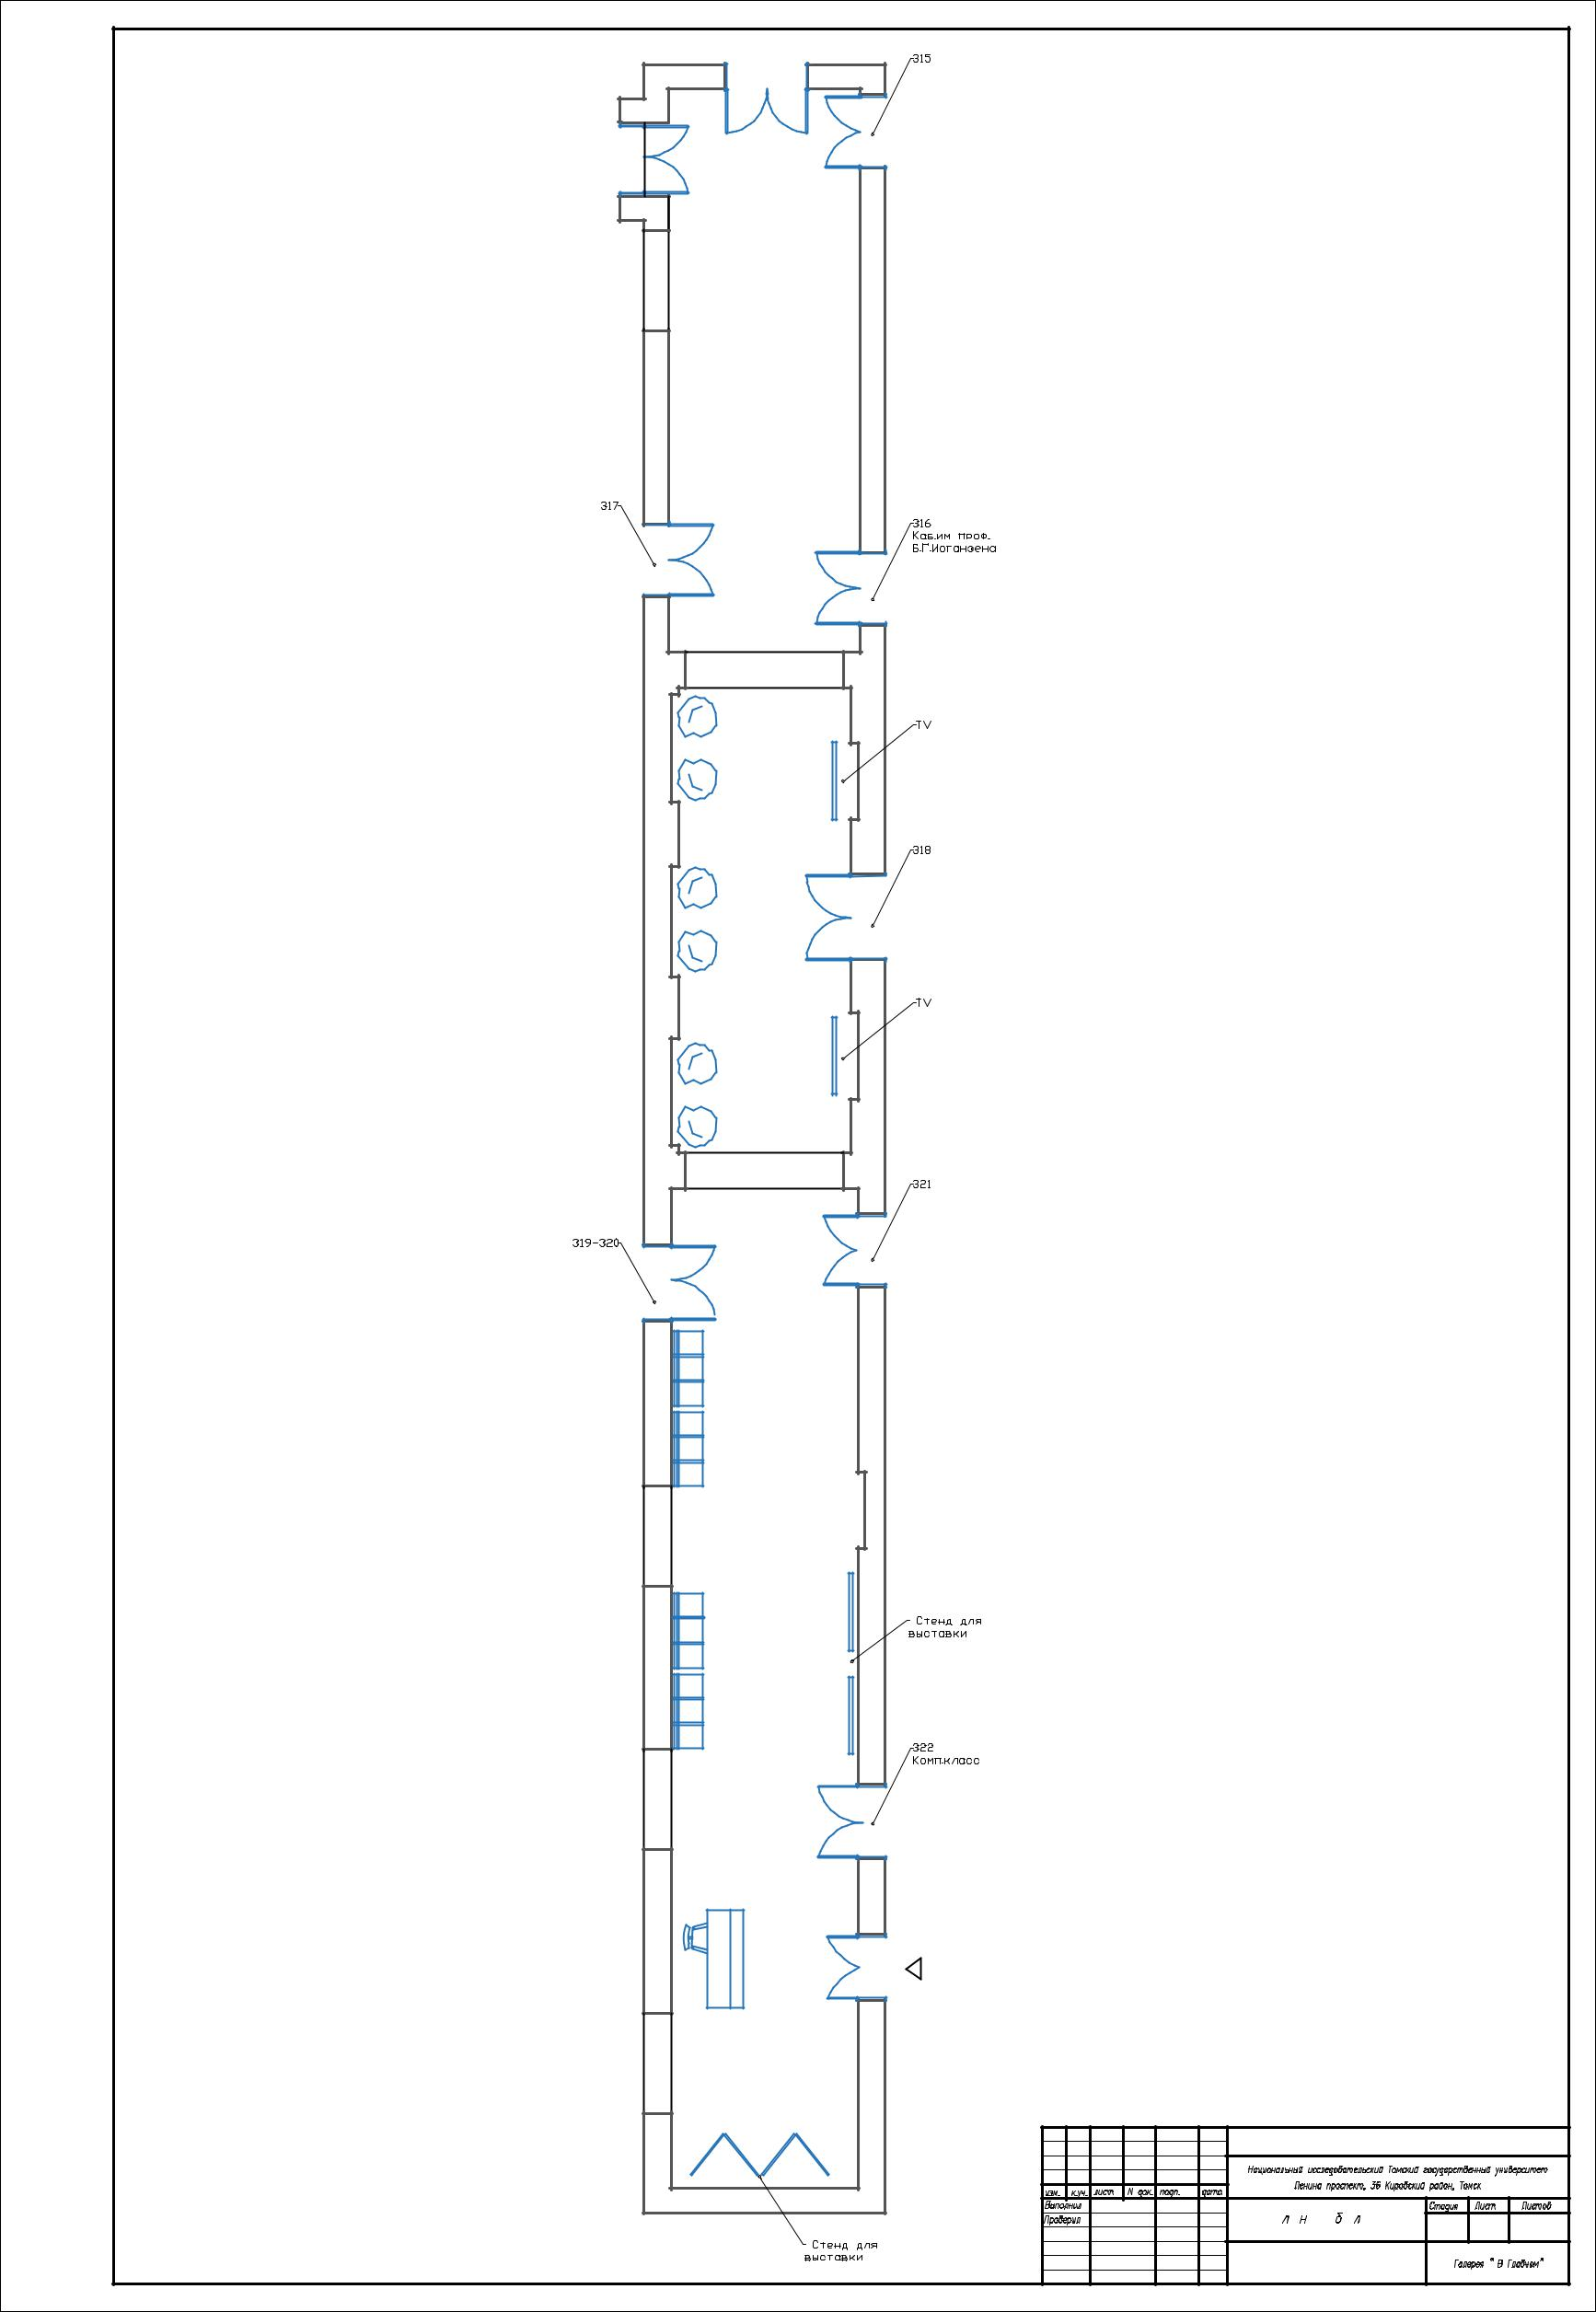 315
317
316
Каб.им проф.
Б.Г.Иоганзена
TV
318
TV
321
319-320
Стенд для
выставки
322
Комп.класс
Стенд для
выставки
Национальный исследовательский Томский государственный университет
Ленина проспект, 36 Кировский район, Томск
изм. к.уч. лист N док. подп. дата
Выполнил
Проверил
Стадия Лист Листов
Галерея " В Главном"